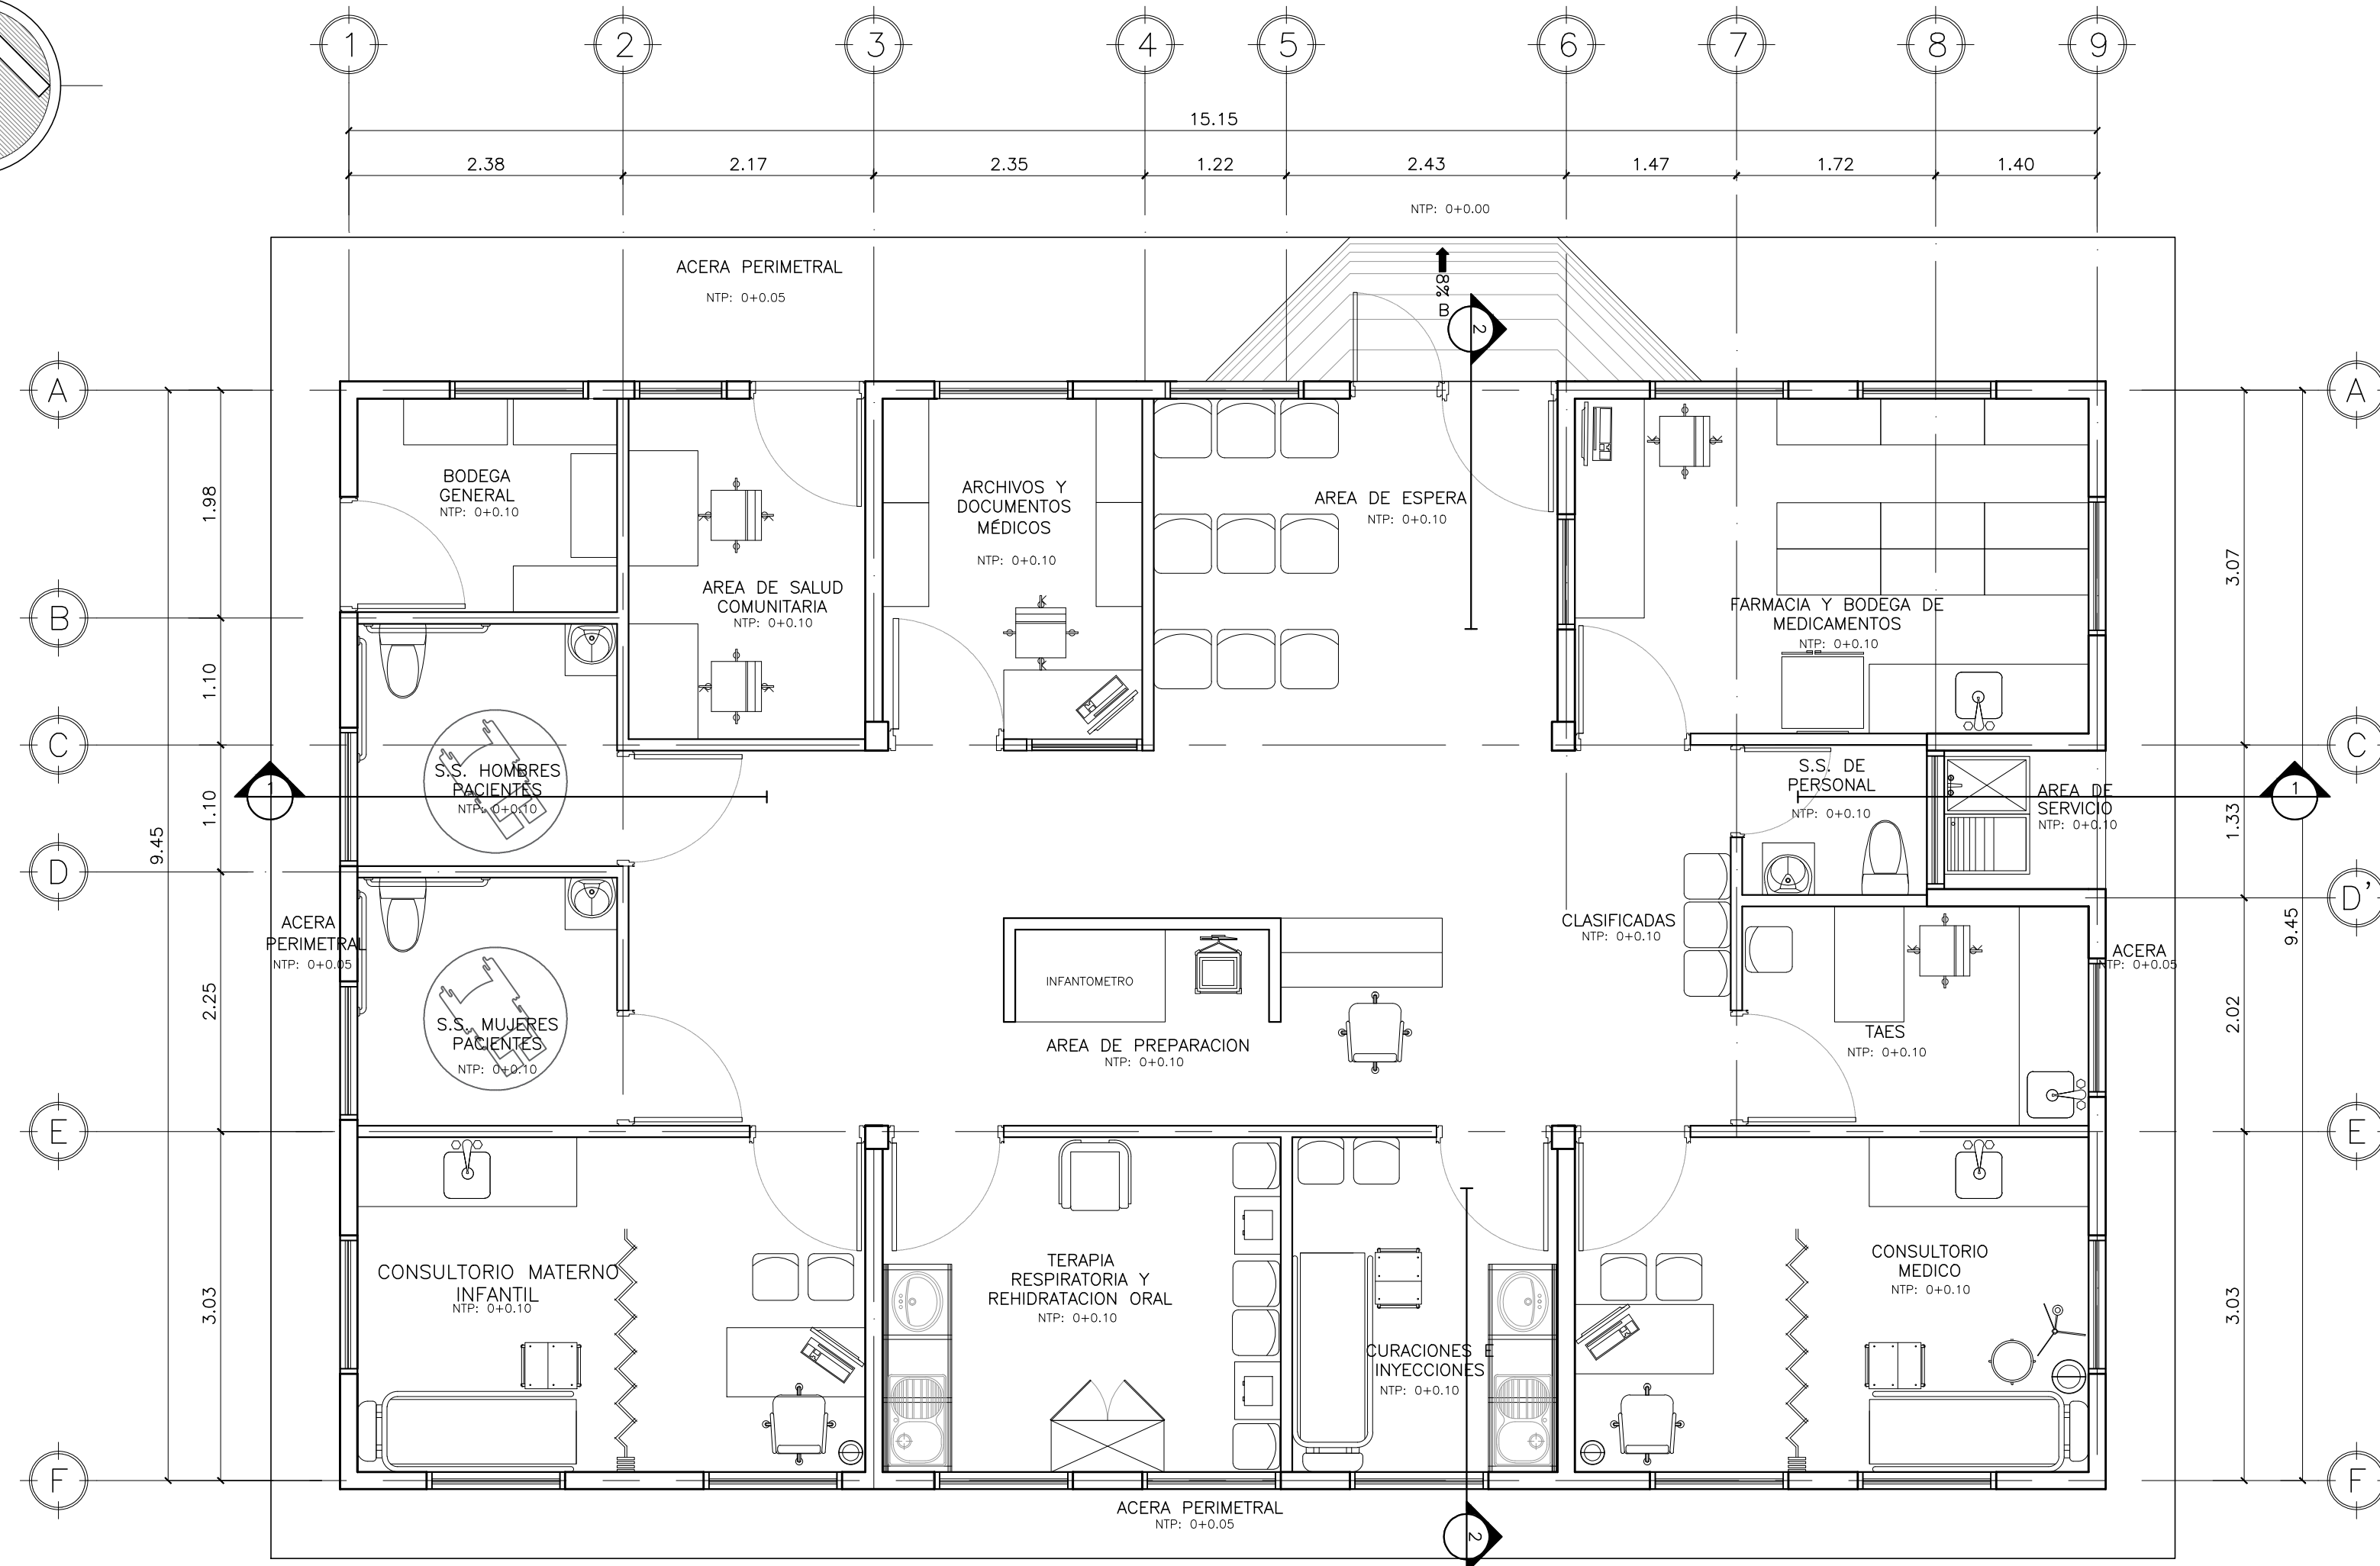 1 2 3 4 5 6 7 8 9
15.15
2.38 2.17 2.35 1.22 2.43 1.47 1.72 1.40
NTP: 0+0.00
ACERA PERIMETRAL
NTP: 0+0.05
8%
B
2
A
A
BODEGA
GENERAL
NTP: 0+0.10
ARCHIVOS Y
DOCUMENTOS
MÉDICOS
NTP: 0+0.10
AREA DE ESPERA
NTP: 0+0.10
1.98
3.07
AREA DE SALUD
COMUNITARIA
NTP: 0+0.10
FARMACIA Y BODEGA DE
MEDICAMENTOS
NTP: 0+0.10
B
1.10
C
C
S.S. HOMBRES
PACIENTES
NTP: 0+0.10
S.S. DE
PERSONAL
NTP: 0+0.10
AREA DE
SERVICIO
NTP: 0+0.10
1
1
1.10
1.33
9.45
9.45
D
D'
ACERA
PERIMETRAL
NTP: 0+0.05
CLASIFICADAS
NTP: 0+0.10
ACERA
NTP: 0+0.05
INFANTOMETRO
2.25
2.02
S.S. MUJERES
PACIENTES
NTP: 0+0.10
AREA DE PREPARACION
NTP: 0+0.10
TAES
NTP: 0+0.10
E
E
CONSULTORIO MATERNO
INFANTIL
NTP: 0+0.10
TERAPIA
RESPIRATORIA Y
REHIDRATACION ORAL
NTP: 0+0.10
CURACIONES E
INYECCIONES
NTP: 0+0.10
CONSULTORIO
MEDICO
NTP: 0+0.10
3.03
3.03
F
F
ACERA PERIMETRAL
NTP: 0+0.05
2